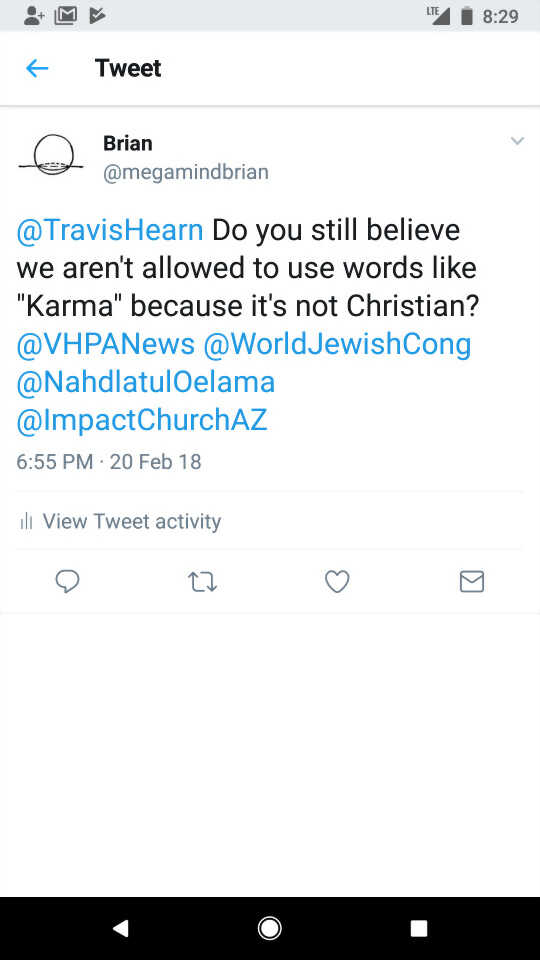 LTE 8:29
Tweet
Brian
@megamindbrian
@TravisHearn Do you still believe
we aren't allowed to use words like
"Karma" because it's not Christian?
@VHPANews @WorldJewishCong
@NahdlatulOelama
@ImpactChurchAZ
6:55 PM · 20 Feb 18
View Tweet activity